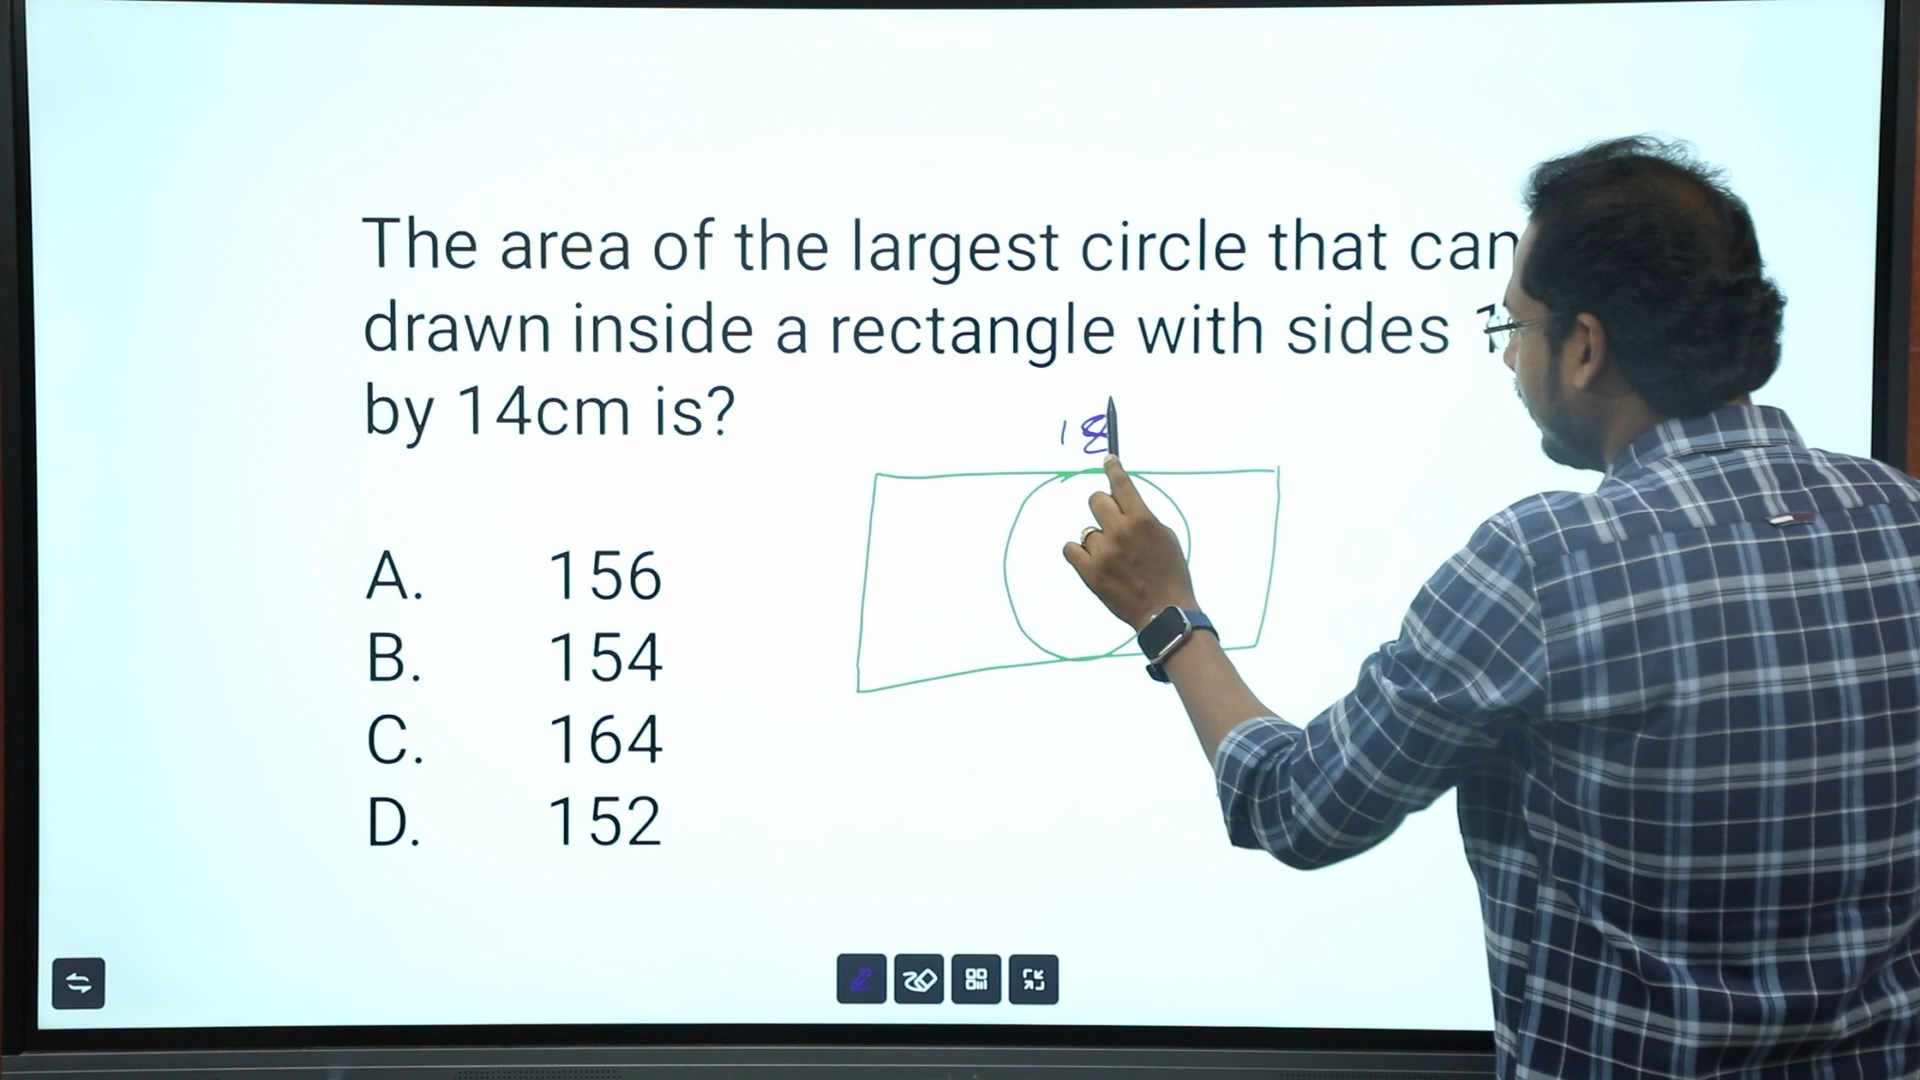 The area of the largest circle that can
drawn inside a rectangle with sides
by 14cm is?
18
A. 156
B. 154
C. 164
D. 152